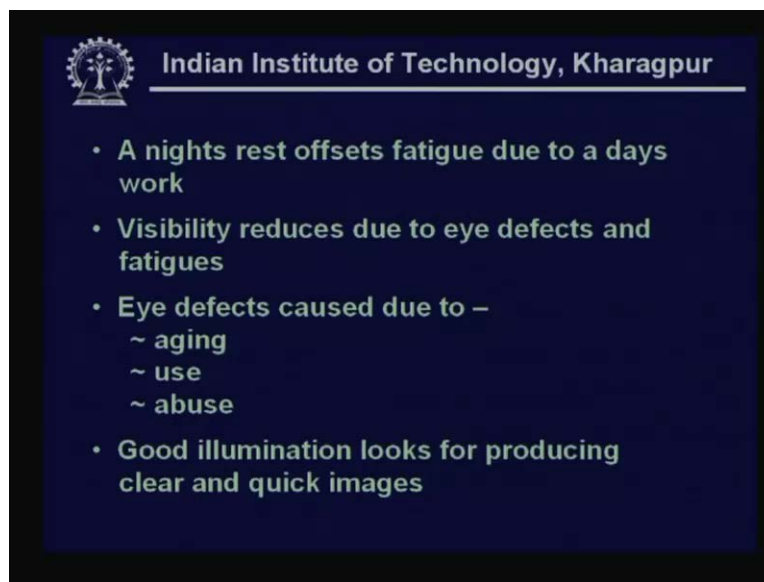 Indian Institute of Technology, Kharagpur
• A nights rest offsets fatigue due to a days
work
• Visibility reduces due to eye defects and
fatigues
• Eye defects caused due to –
~ aging
~ use
~ abuse
• Good illumination looks for producing
clear and quick images